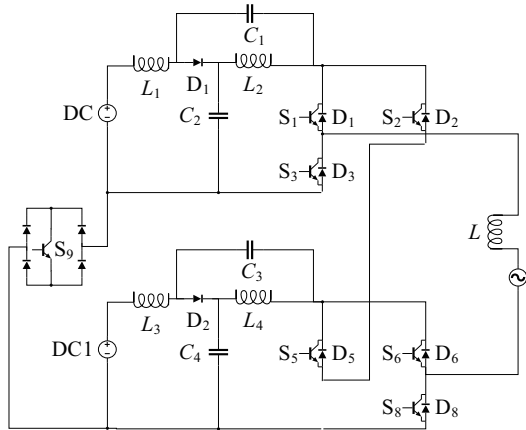 C₁
L₁ D₁ L₂
DC C₂ S₁ D₁ S₂ D₂
S₃ D₃
L
S₉
C₃
L₃ D₂ L₄
DC1 C₄ S₅ D₅ S₆ D₆
S₈ D₈